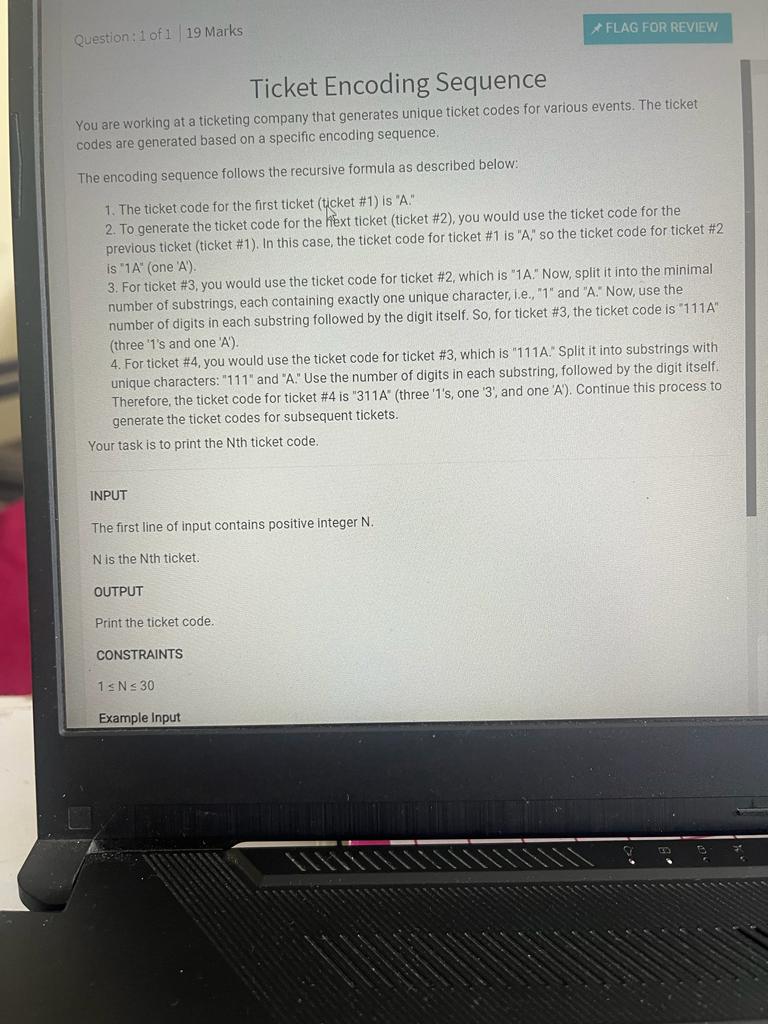 Question : 1 of 1 | 19 Marks
FLAG FOR REVIEW
Ticket Encoding Sequence
You are working at a ticketing company that generates unique ticket codes for various events. The ticket
codes are generated based on a specific encoding sequence.
The encoding sequence follows the recursive formula as described below:
1. The ticket code for the first ticket (ticket #1) is "A."
2. To generate the ticket code for the next ticket (ticket #2), you would use the ticket code for the
previous ticket (ticket #1). In this case, the ticket code for ticket #1 is "A," so the ticket code for ticket #2
is "1A" (one 'A').
3. For ticket #3, you would use the ticket code for ticket #2, which is "1A." Now, split it into the minimal
number of substrings, each containing exactly one unique character, i.e., "1" and "A." Now, use the
number of digits in each substring followed by the digit itself. So, for ticket #3, the ticket code is "111A"
(three '1's and one 'A').
4. For ticket #4, you would use the ticket code for ticket #3, which is "111A." Split it into substrings with
unique characters: "111" and "A." Use the number of digits in each substring, followed by the digit itself.
Therefore, the ticket code for ticket #4 is "311A" (three '1's, one '3', and one 'A'). Continue this process to
generate the ticket codes for subsequent tickets.
Your task is to print the Nth ticket code.
INPUT
The first line of input contains positive integer N.
N is the Nth ticket.
OUTPUT
Print the ticket code.
CONSTRAINTS
1 ≤ N ≤ 30
Example Input